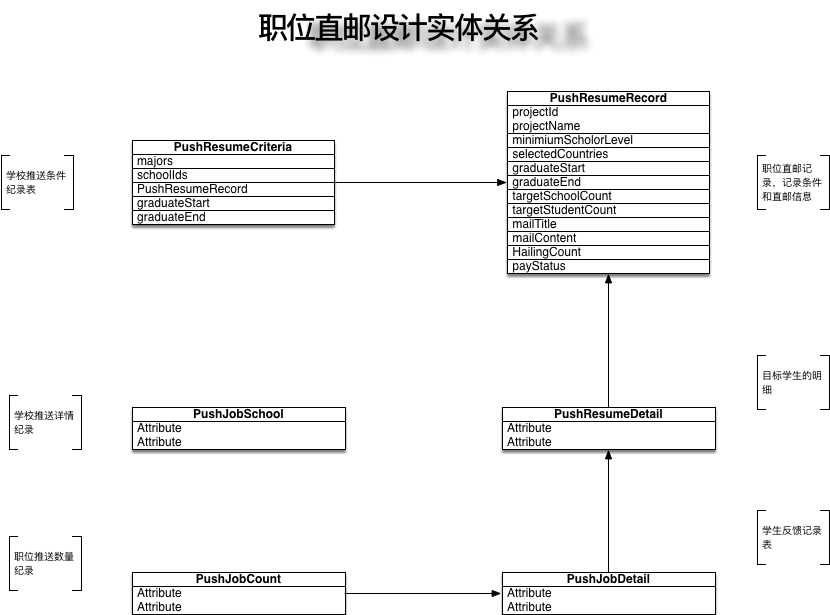 职位直邮设计实体关系
学校推送条件
纪录表
PushResumeCriteria
majors
schoolIds
PushResumeRecord
graduateStart
graduateEnd
PushResumeRecord
projectId
projectName
minimiumScholorLevel
selectedCountries
graduateStart
graduateEnd
targetSchoolCount
targetStudentCount
mailTitle
mailContent
HailingCount
payStatus
职位直邮记
录，记录条件
和直邮信息
学校推送详情
纪录
PushJobSchool
Attribute
Attribute
PushResumeDetail
Attribute
Attribute
目标学生的明
细
职位推送数量
纪录
PushJobCount
Attribute
Attribute
PushJobDetail
Attribute
Attribute
学生反馈记录
表